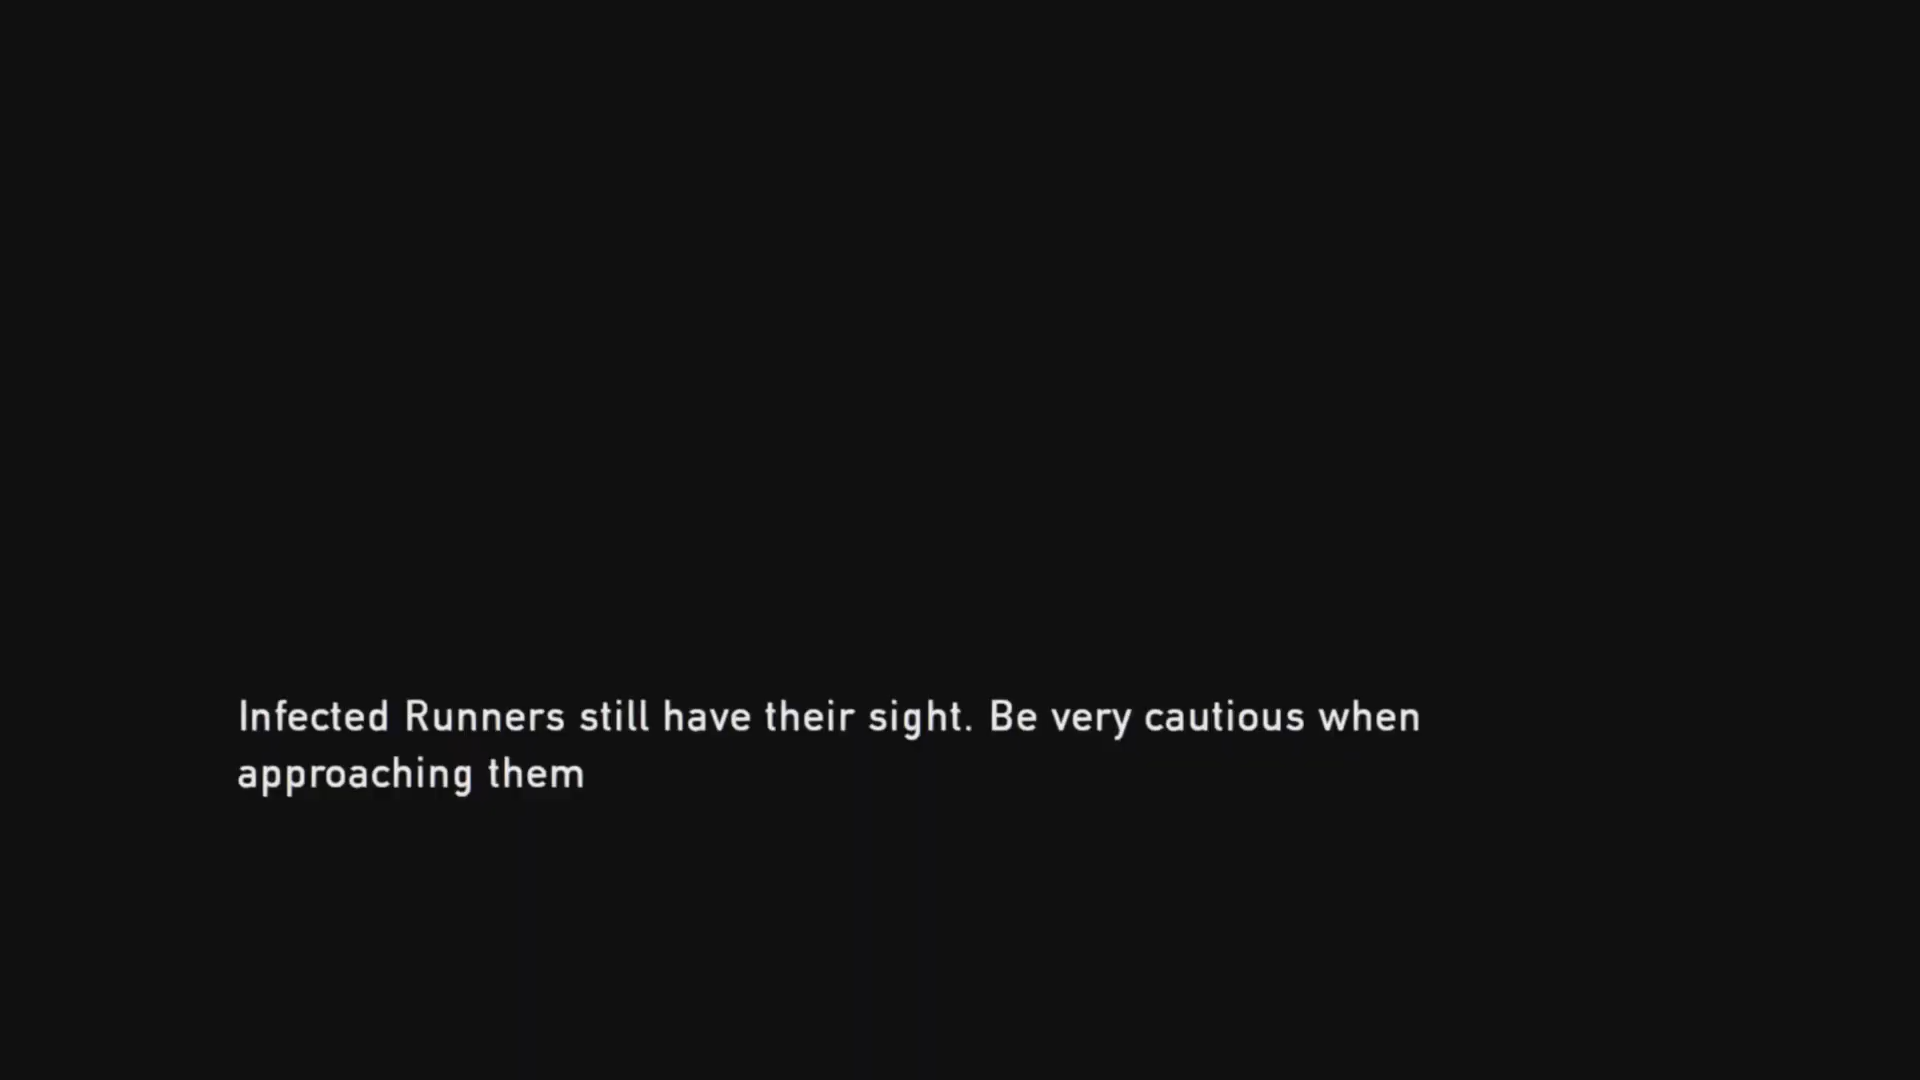 Infected Runners still have their sight. Be very cautious when
approaching them